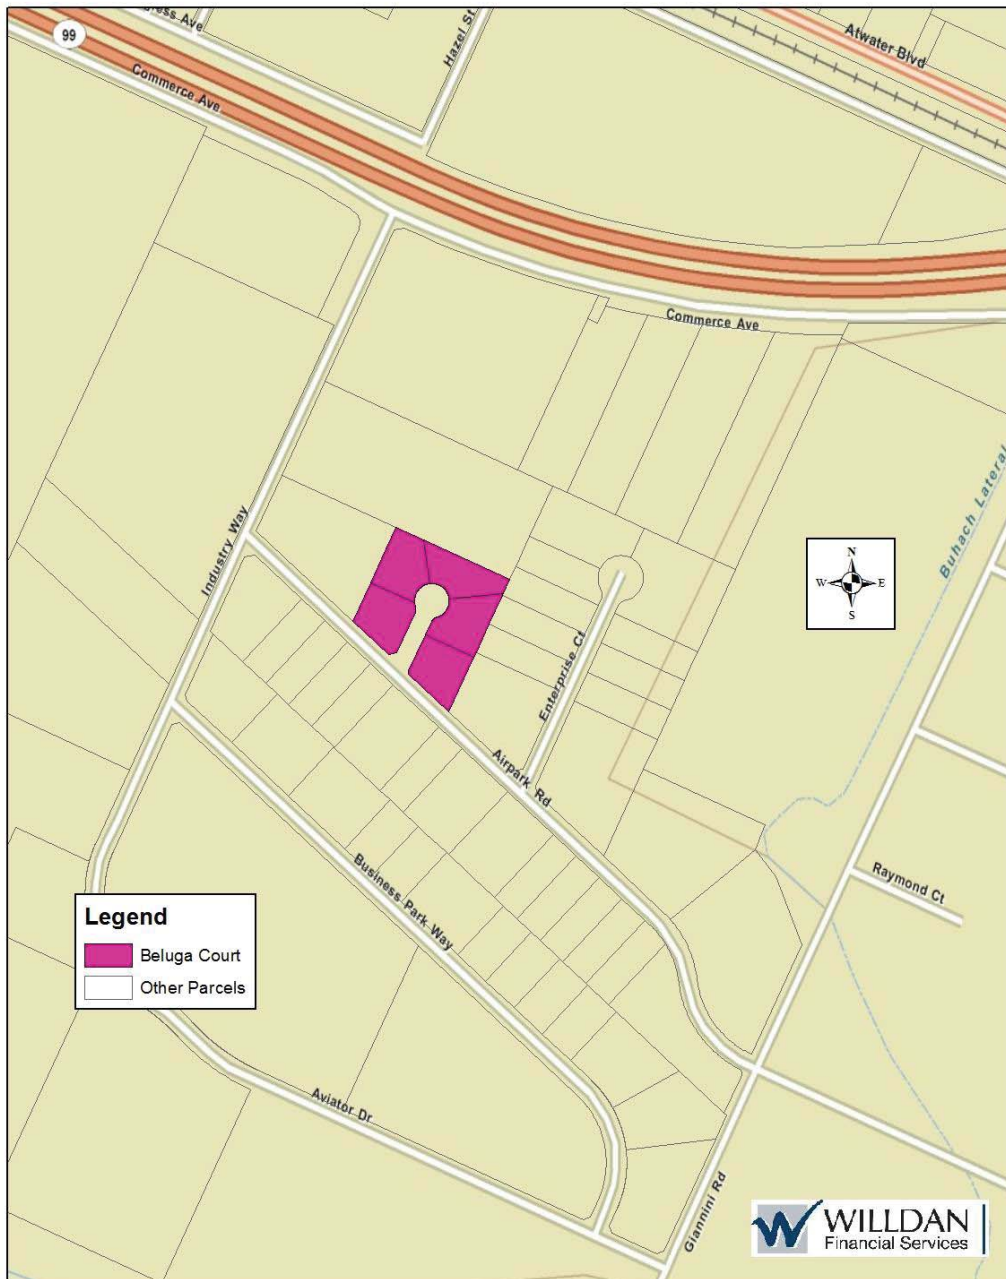 99
Commerce Ave
Hazel St
Atwater Blvd
Commerce Ave
Buhach Lateral
Industry Way
N
W
E
S
Enterprise Ct
Airpark Rd
Raymond Ct
Business Park Way
Legend
Beluga Court
Other Parcels
Aviator Dr
Giannini Rd
WILLDAN
Financial Services